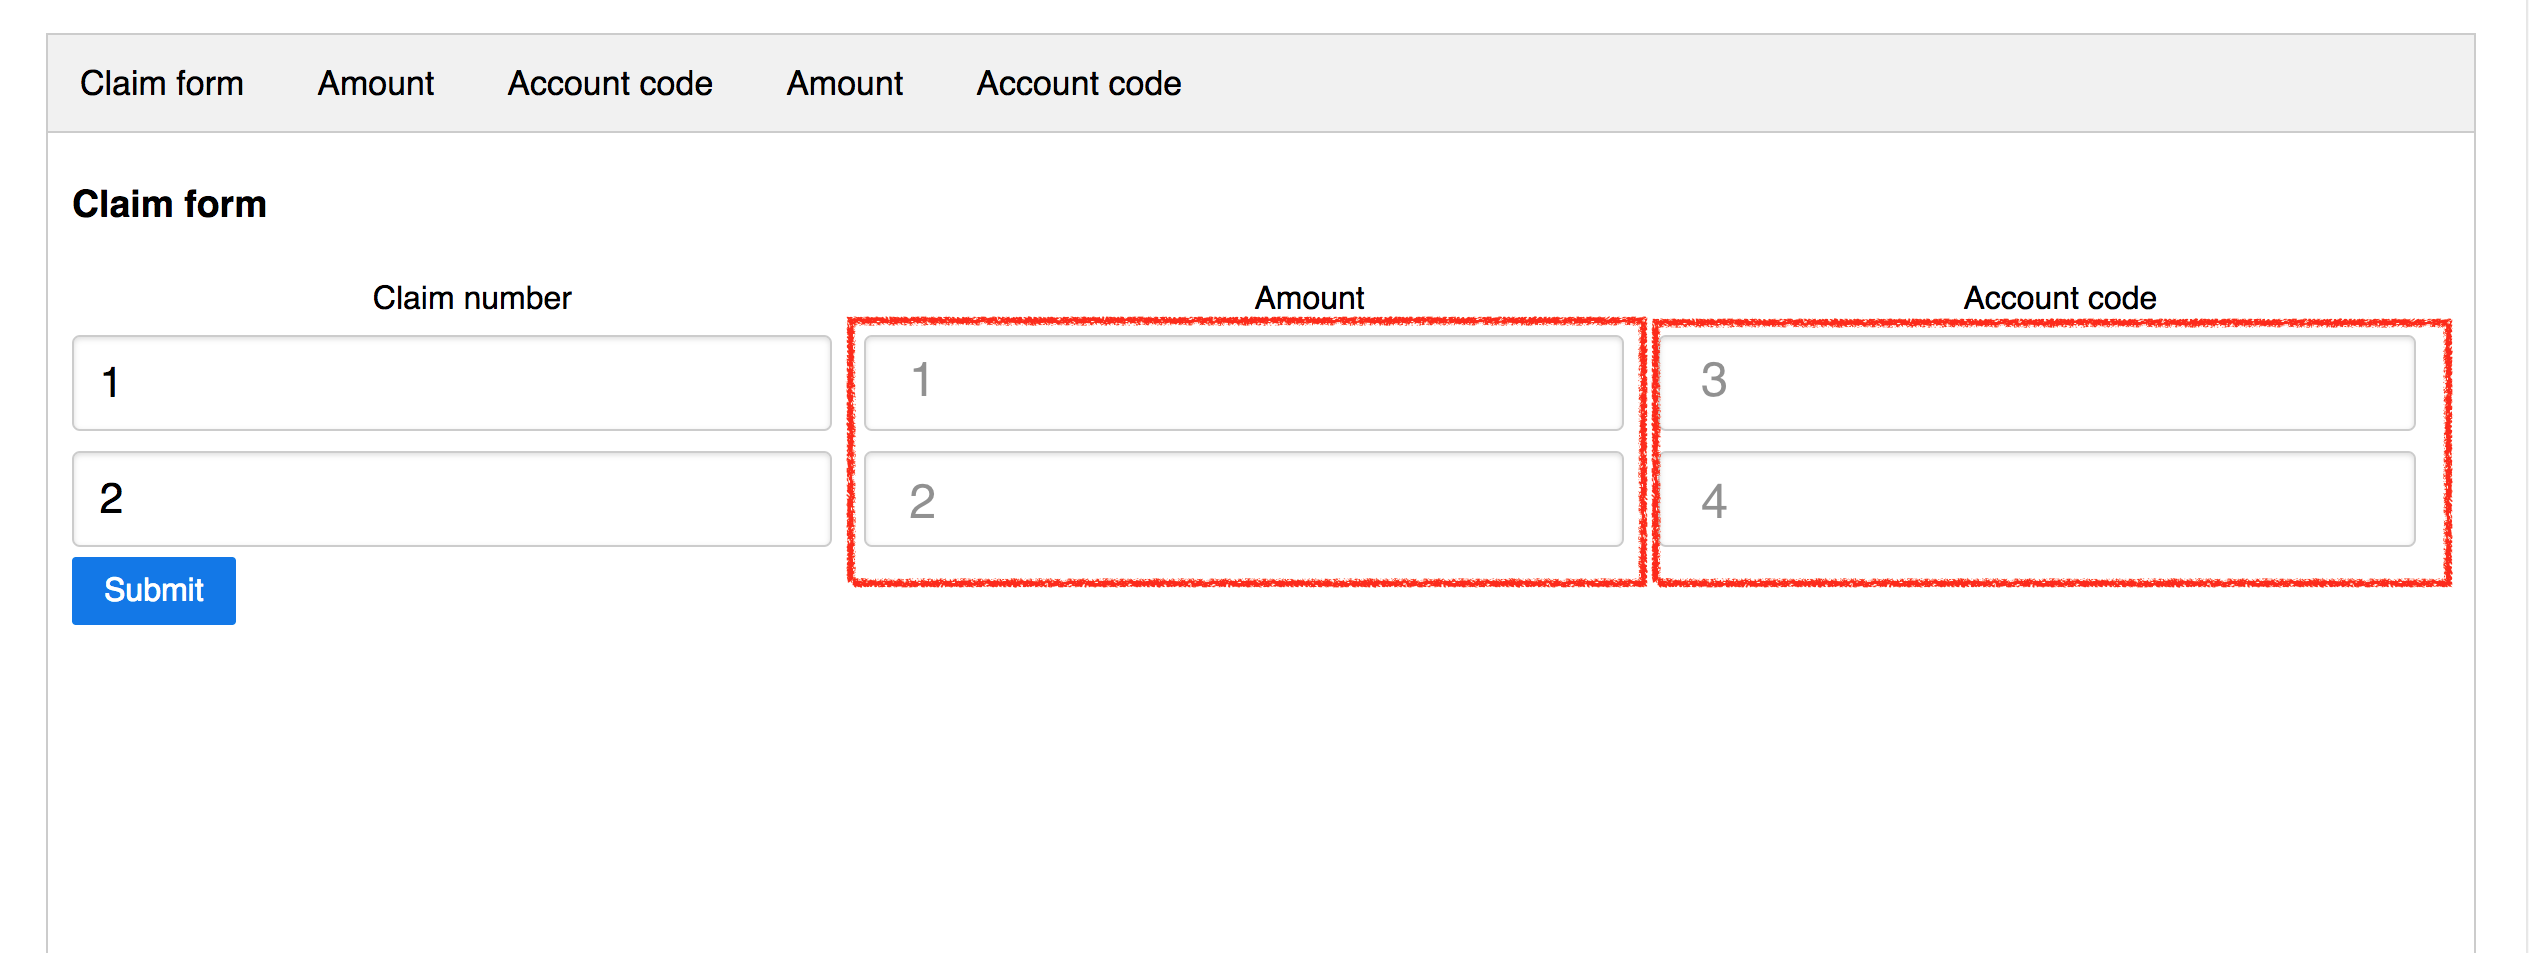 Claim form Amount Account code Amount Account code
Claim form
Claim number Amount Account code
1 1 3
2 2 4
Submit